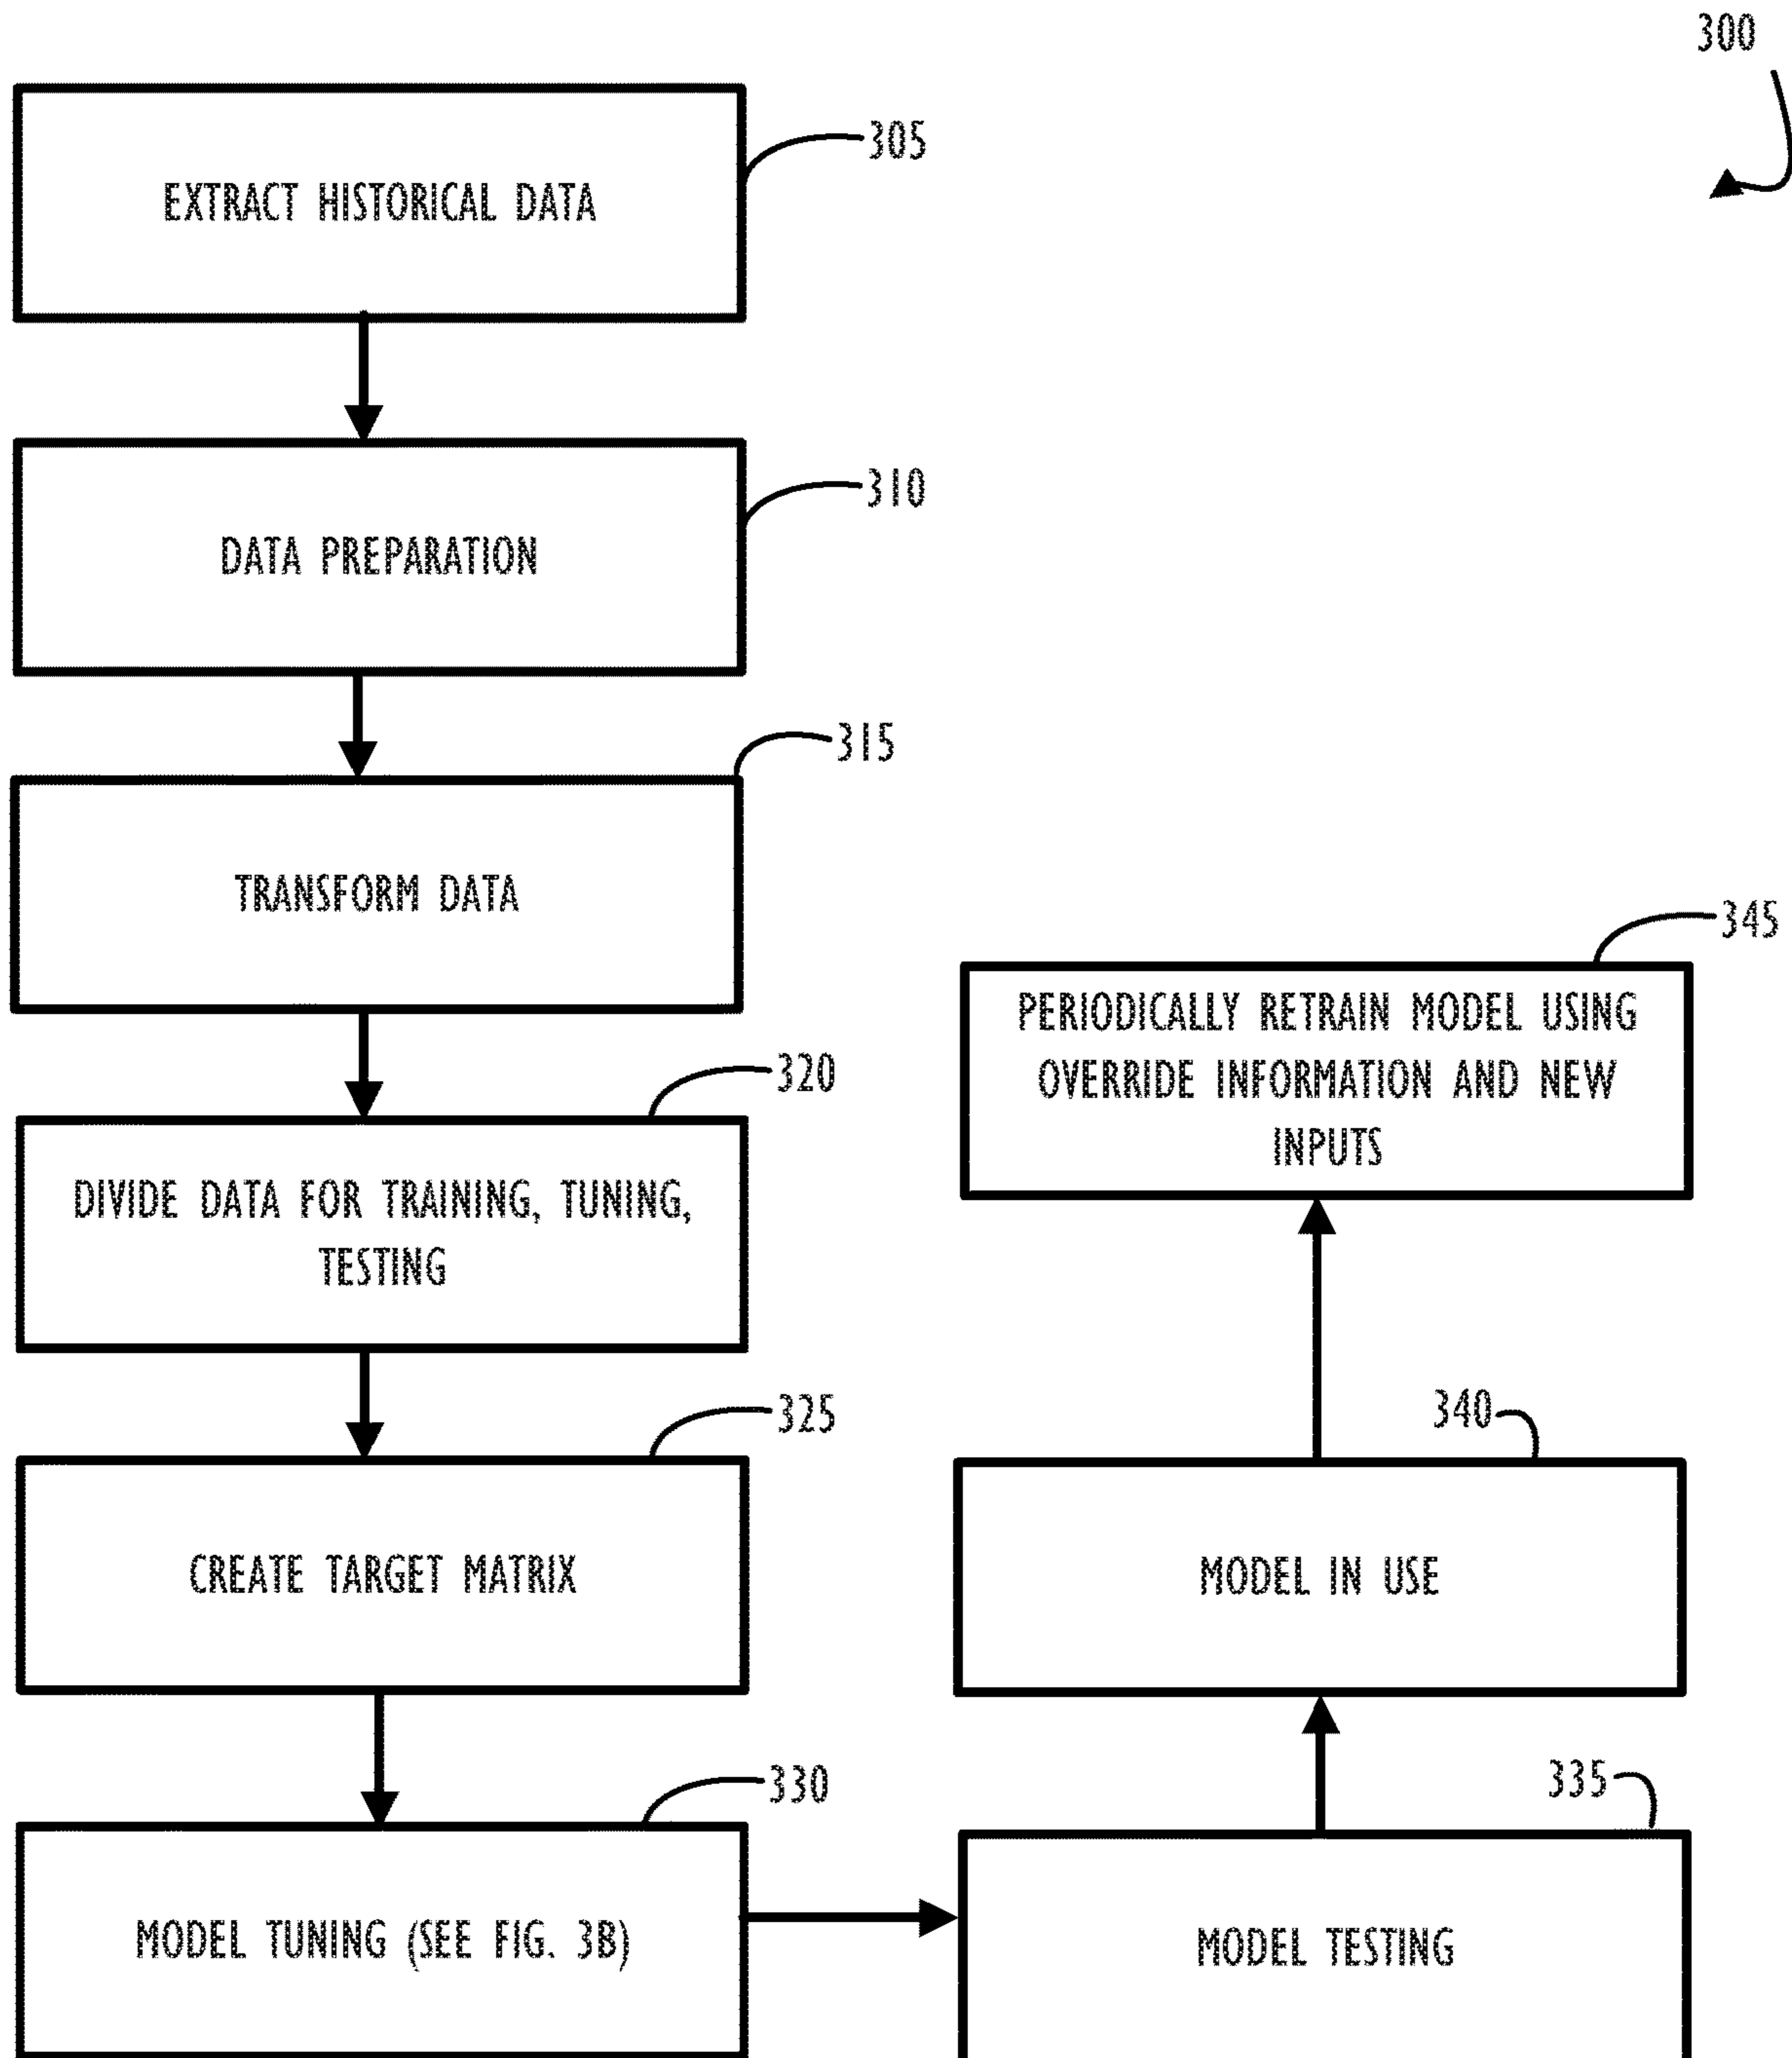 300
305
EXTRACT HISTORICAL DATA
310
DATA PREPARATION
315
TRANSFORM DATA
320
DIVIDE DATA FOR TRAINING, TUNING,
TESTING
325
CREATE TARGET MATRIX
330
MODEL TUNING (SEE FIG. 3B)
335
MODEL TESTING
340
MODEL IN USE
345
PERIODICALLY RETRAIN MODEL USING
OVERRIDE INFORMATION AND NEW
INPUTS